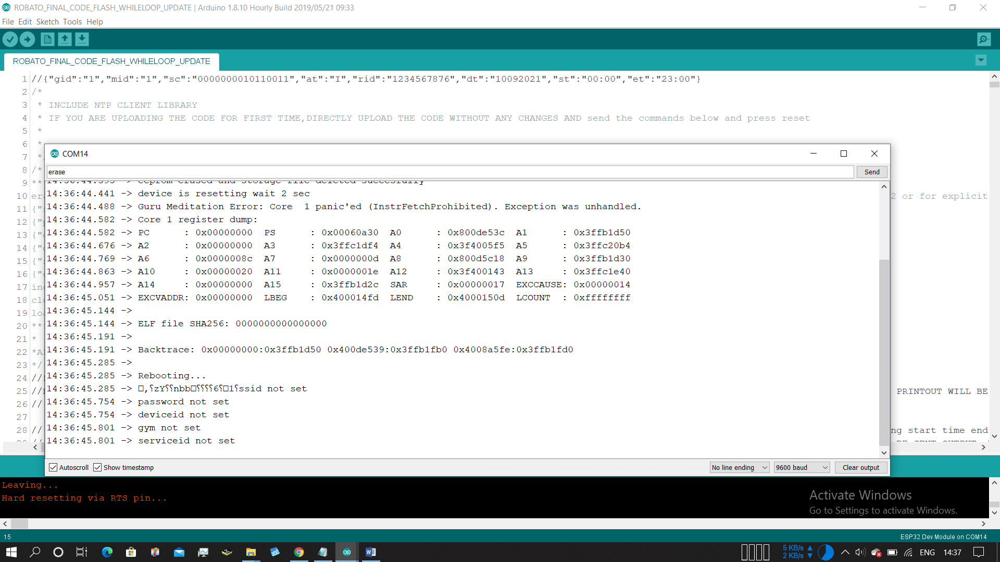 ROBATO_FINAL_CODE_FLASH_WHILELOOP_UPDATE | Arduino 1.8.10 Hourly Build 2019/05/21 09:33
File Edit Sketch Tools Help
ROBATO_FINAL_CODE_FLASH_WHILELOOP_UPDATE
1 //{"gid":"1","mid":"1","sc":"0000000010110011","at":"I","rid":"1234567876","dt":"10092021","st":"00:00","et":"23:00"}
2 /*
3 * INCLUDE NTP CLIENT LIBRARY
4 * IF YOU ARE UPLOADING THE CODE FOR FIRST TIME,DIRECTLY UPLOAD THE CODE WITHOUT ANY CHANGES AND send the commands below and press reset
5 *
6 *
7 */
8 /*
9 **
10 2 or for explicit
11 {"
12 {"
13 {"
14 {"
15 {"
16 {"
17
18
19
20 **
21 *
22
23 */
24 //
25 // PRINTOUT WILL BE
26 //
27
28 // ng start time end
COM14
erase
Send
14:36:44.393 -> eeprom erased and storage file deleted succesfully
14:36:44.441 -> device is resetting wait 2 sec
14:36:44.488 -> Guru Meditation Error: Core  1 panic'ed (InstrFetchProhibited). Exception was unhandled.
14:36:44.582 -> Core 1 register dump:
14:36:44.582 -> PC      : 0x00000000  PS      : 0x00060a30  A0      : 0x800de53c  A1      : 0x3ffb1d50
14:36:44.676 -> A2      : 0x00000000  A3      : 0x3ffc1df4  A4      : 0x3f4005f5  A5      : 0x3ffc20b4
14:36:44.769 -> A6      : 0x0000008c  A7      : 0x0000000d  A8      : 0x800d5c18  A9      : 0x3ffb1d30
14:36:44.863 -> A10     : 0x00000020  A11     : 0x0000001e  A12     : 0x3f400143  A13     : 0x3ffc1e40
14:36:44.957 -> A14     : 0x00000000  A15     : 0x3ffb1d2c  SAR     : 0x00000017  EXCCAUSE: 0x00000014
14:36:45.051 -> EXCVADDR: 0x00000000  LBEG    : 0x400014fd  LEND    : 0x4000150d  LCOUNT  : 0xffffffff
14:36:45.144 ->
14:36:45.144 -> ELF file SHA256: 0000000000000000
14:36:45.191 ->
14:36:45.191 -> Backtrace: 0x00000000:0x3ffb1d50 0x400de539:0x3ffb1fb0 0x4008a5fe:0x3ffb1fd0
14:36:45.285 ->
14:36:45.285 -> Rebooting...
14:36:45.285 -> □,⸮zY⸮⸮nbb□⸮⸮⸮⸮6⸮□1⸮ssid not set
14:36:45.754 -> password not set
14:36:45.754 -> deviceid not set
14:36:45.801 -> gym not set
14:36:45.801 -> serviceid not set
Autoscroll Show timestamp No line ending 9600 baud Clear output
Leaving...
Hard resetting via RTS pin...
Activate Windows
Go to Settings to activate Windows.
15 ESP32 Dev Module on COM14
5 KB/s
2 KB/s
ENG 14:37